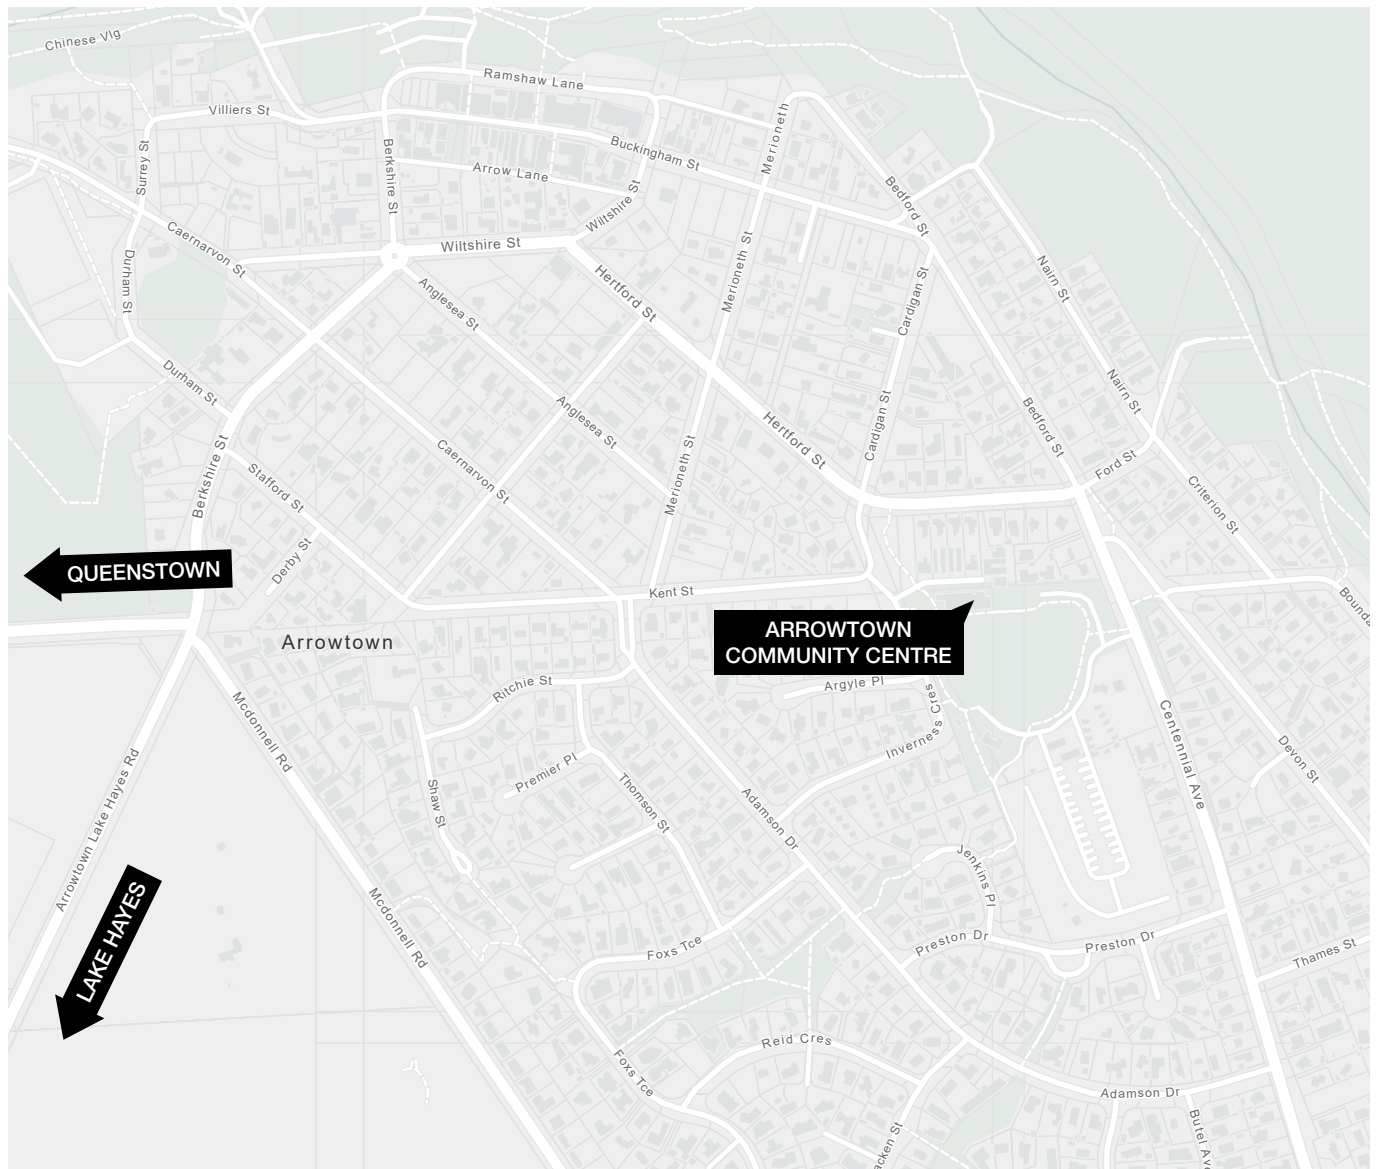 Chinese Vlg
Ramshaw Lane
Villiers St
Merioneth
Surrey St
Berkshire St
Buckingham St
Arrow Lane
Wiltshire St
Bedford St
Caernarvon St
Wiltshire St
Durham St
Anglesea St
Hertford St
Merioneth St
Cardigan St
Nairn St
Durham St
Anglesea St
Nairn St
Bedford St
Hertford St
Cardigan St
Caernarvon St
Merioneth St
Berkshire St
Stafford St
Ford St
Criterion St
Derby St
QUEENSTOWN
Kent St
Arrowtown
ARROWTOWN
COMMUNITY CENTRE
Ritchie St
Argyle Pl
Inverness Cres
Mcdonnell Rd
Centennial Ave
Devon St
Premier Pl
Thomson St
Shaw St
Adamson Dr
Arrowtown Lake Hayes Rd
Jenkins Pl
LAKE HAYES
Mcdonnell Rd
Foxs Tce
Preston Dr
Preston Dr
Thames St
Reid Cres
Foxs Tce
Adamson Dr